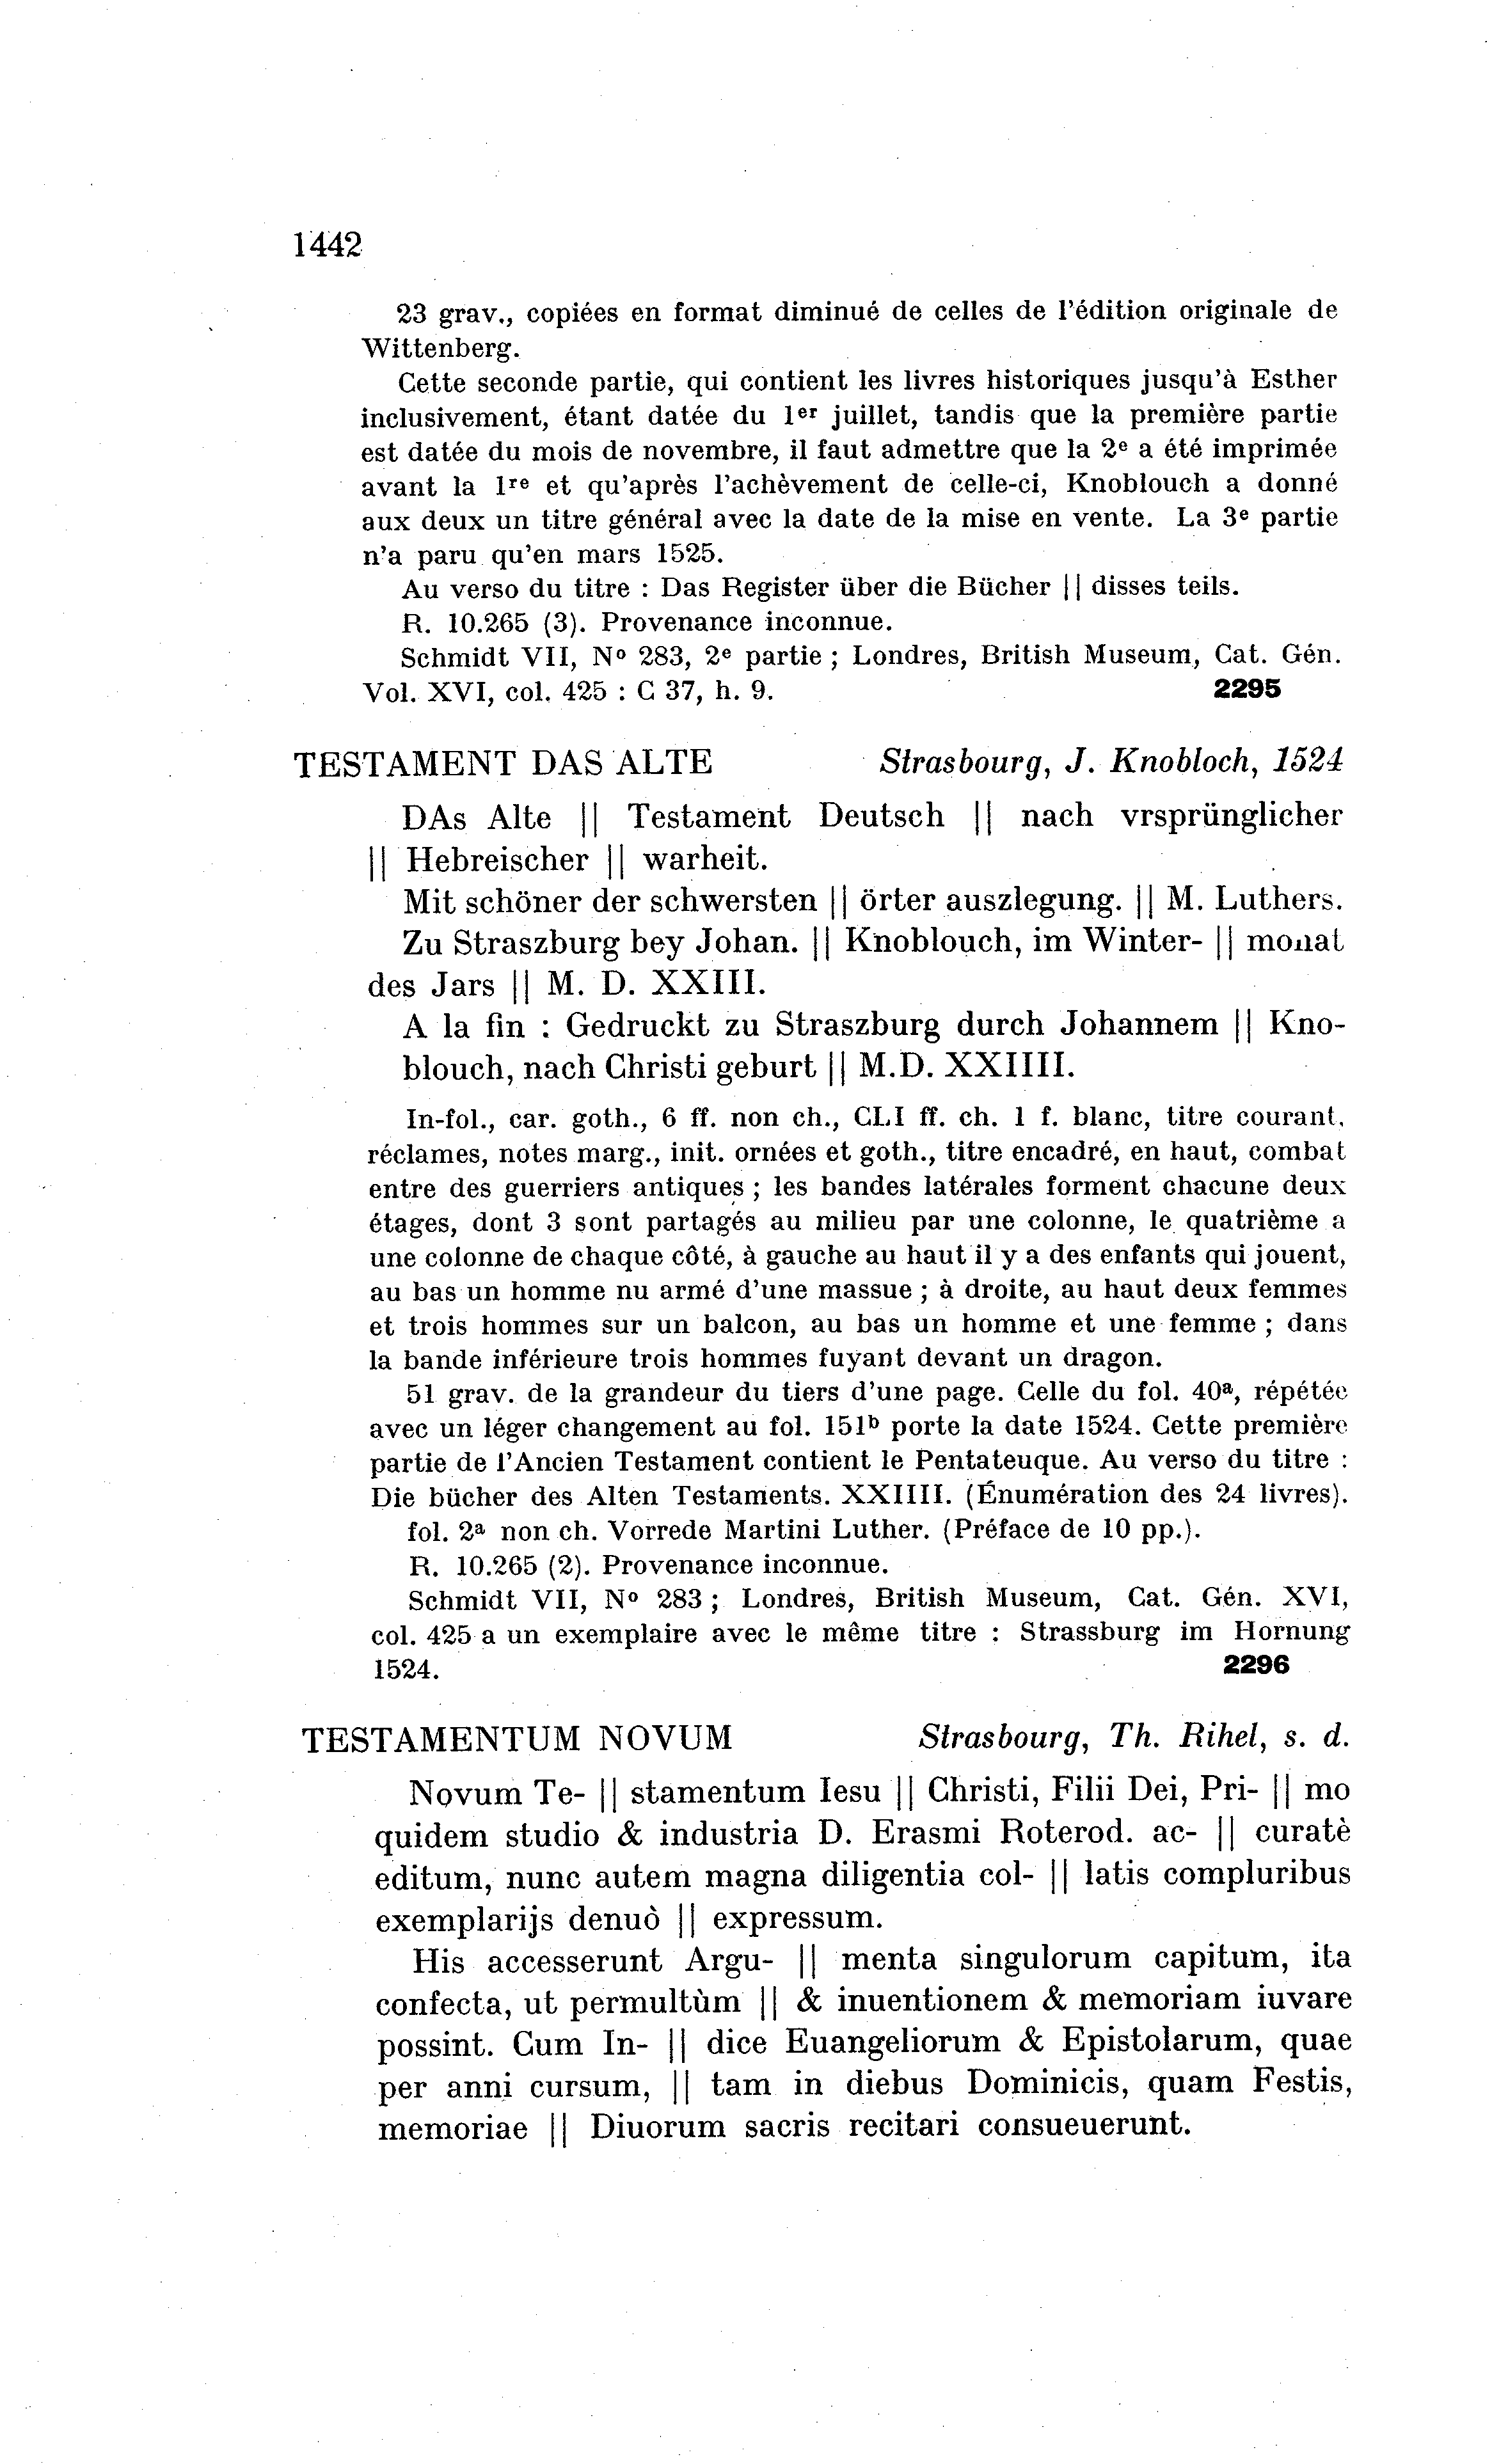 1442
23 grav., copiées en format diminué de celles de l'édition originale de
Wittenberg.
Cette seconde partie, qui contient les livres historiques jusqu'à Esther
inclusivement, étant datée du 1er juillet, tandis que la première partie
est datée du mois de novembre, il faut admettre que la 2e a été imprimée
avant la 1re et qu'après l'achèvement de celle-ci, Knoblouch a donné
aux deux un titre général avec la date de la mise en vente. La 3e partie
n'a paru qu'en mars 1525.
Au verso du titre : Das Register über die Bücher || disses teils.
R. 10.265 (3). Provenance inconnue.
Schmidt VII, No 283, 2e partie ; Londres, British Museum, Cat. Gén.
Vol. XVI, col. 425 : C 37, h. 9. 2295
TESTAMENT DAS ALTE Strasbourg, J. Knobloch, 1524
DAs Alte || Testament Deutsch || nach vrsprünglicher
|| Hebreischer || warheit.
Mit schöner der schwersten || örter auszlegung. || M. Luthers.
Zu Straszburg bey Johan. || Knoblouch, im Winter- || monat
des Jars || M. D. XXIII.
A la fin : Gedruckt zu Straszburg durch Johannem || Kno-
blouch, nach Christi geburt || M.D. XXIIII.
In-fol., car. goth., 6 ff. non ch., CLI ff. ch. 1 f. blanc, titre courant,
réclames, notes marg., init. ornées et goth., titre encadré, en haut, combat
entre des guerriers antiques ; les bandes latérales forment chacune deux
étages, dont 3 sont partagés au milieu par une colonne, le quatrième a
une colonne de chaque côté, à gauche au haut il y a des enfants qui jouent,
au bas un homme nu armé d'une massue ; à droite, au haut deux femmes
et trois hommes sur un balcon, au bas un homme et une femme ; dans
la bande inférieure trois hommes fuyant devant un dragon.
51 grav. de la grandeur du tiers d'une page. Celle du fol. 40a, répétée
avec un léger changement au fol. 151b porte la date 1524. Cette première
partie de l'Ancien Testament contient le Pentateuque. Au verso du titre :
Die bücher des Alten Testaments. XXIIII. (Énumération des 24 livres).
fol. 2a non ch. Vorrede Martini Luther. (Préface de 10 pp.).
R. 10.265 (2). Provenance inconnue.
Schmidt VII, No 283 ; Londres, British Museum, Cat. Gén. XVI,
col. 425 a un exemplaire avec le même titre : Strassburg im Hornung
1524. 2296
TESTAMENTUM NOVUM Strasbourg, Th. Rihel, s. d.
Novum Te- || stamentum Iesu || Christi, Filii Dei, Pri- || mo
quidem studio & industria D. Erasmi Roterod. ac- || curatè
editum, nunc autem magna diligentia col- || latis compluribus
exemplarijs denuò || expressum.
His accesserunt Argu- || menta singulorum capitum, ita
confecta, ut permultùm || & inuentionem & memoriam iuvare
possint. Cum In- || dice Euangeliorum & Epistolarum, quae
per anni cursum, || tam in diebus Dominicis, quam Festis,
memoriae || Diuorum sacris recitari consueuerunt.